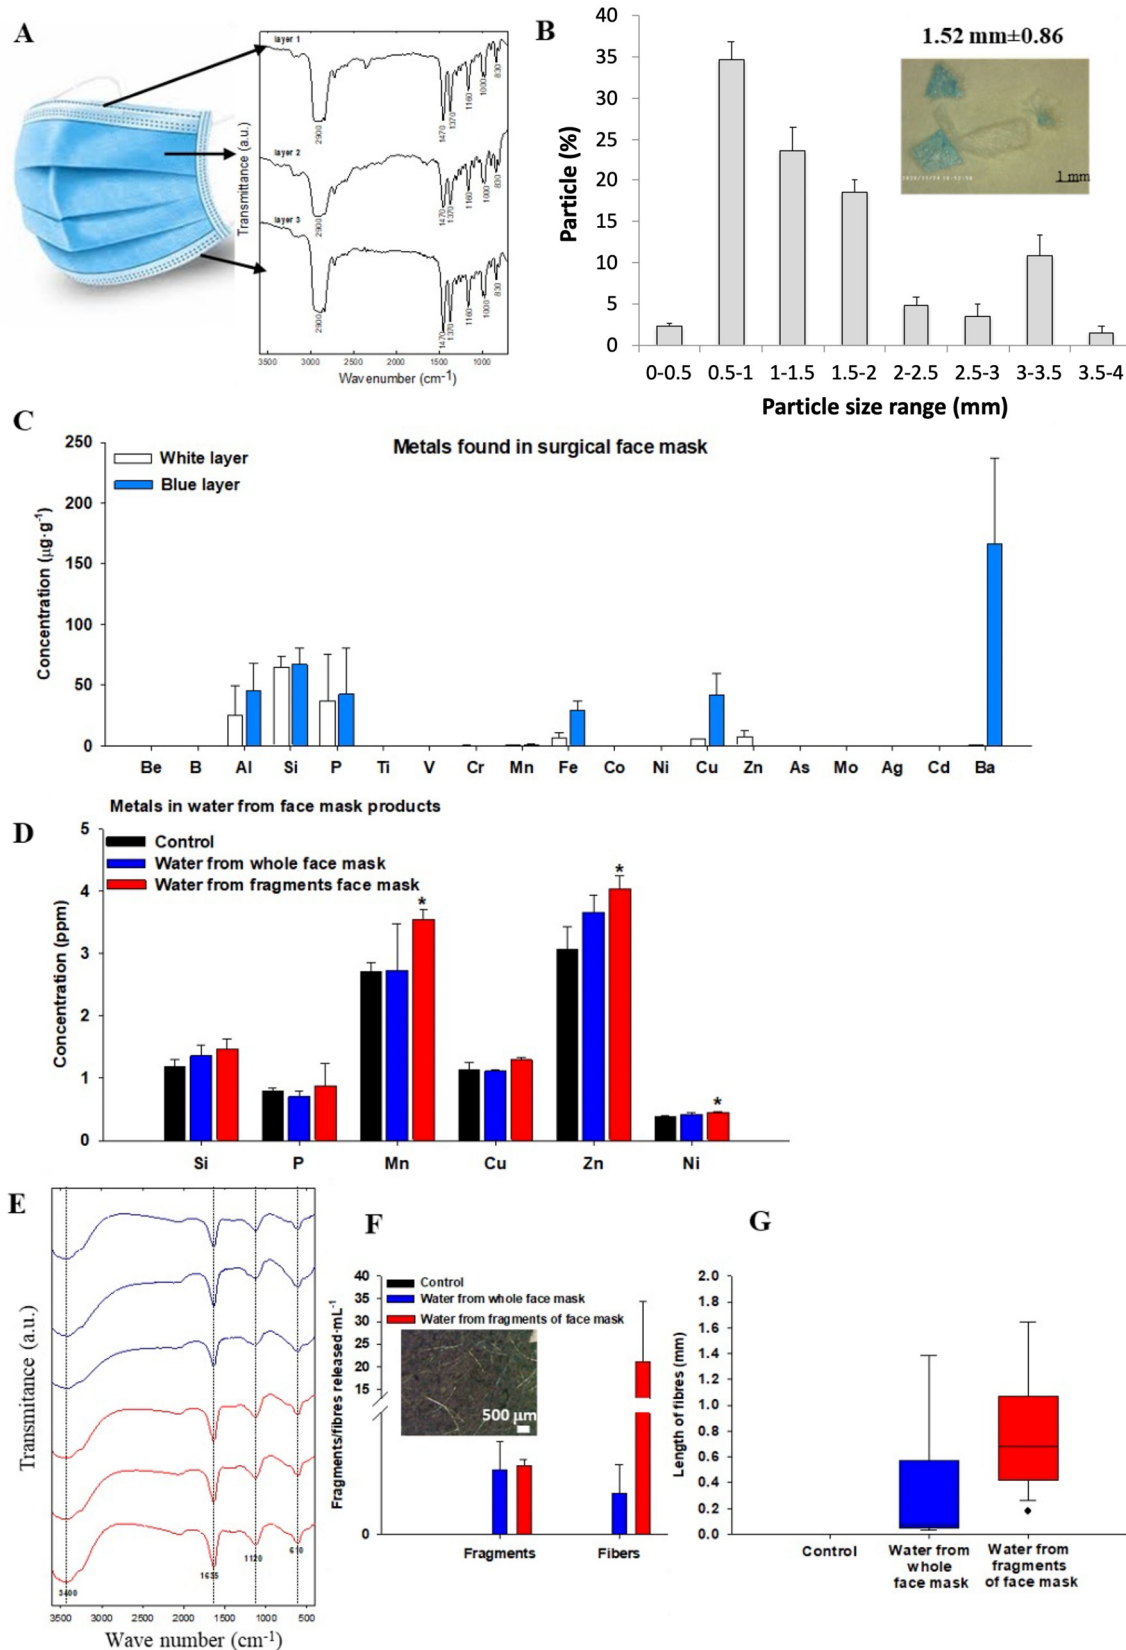 A
layer 1
2900
1470
1370
1160
1000
830
layer 2
2900
1470
1370
1160
1000
830
layer 3
2900
1470
1370
1160
1000
830
Transmittance (a.u.)
3500 3000 2500 2000 1500 1000
Wavenumber (cm-1)
B
1.52 mm±0.86
1 mm
Particle (%)
40
35
30
25
20
15
10
5
0
0-0.5 0.5-1 1-1.5 1.5-2 2-2.5 2.5-3 3-3.5 3.5-4
Particle size range (mm)
C
Metals found in surgical face mask
White layer
Blue layer
Concentration (µg·g-1)
250
200
150
100
50
0
Be B Al Si P Ti V Cr Mn Fe Co Ni Cu Zn As Mo Ag Cd Ba
Metals in water from face mask products
D
Control
Water from whole face mask
Water from fragments face mask
Concentration (ppm)
5
4
3
2
1
0
* * *
Si P Mn Cu Zn Ni
E
Transmitance (a.u.)
3400
1635
1120
610
3500 3000 2500 2000 1500 1000 500
Wave number (cm-1)
F
Control
Water from whole face mask
Water from fragments of face mask
500 µm
Fragments/fibres released·mL-1
40
35
30
25
20
15
0
Fragments Fibers
G
Length of fibres (mm)
2.0
1.8
1.6
1.4
1.2
1.0
0.8
0.6
0.4
0.2
0.0
Control
Water from
whole
face mask
Water from
fragments
of face mask